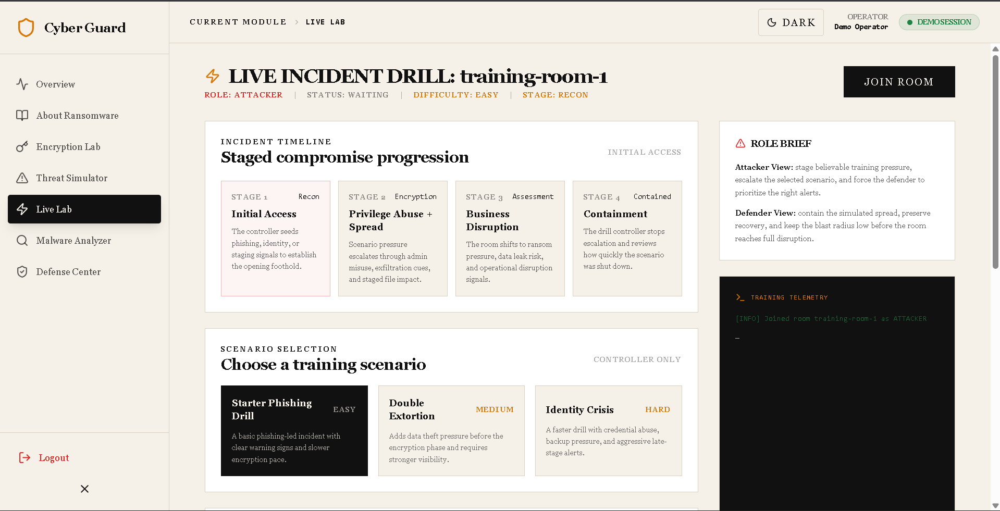 Cyber Guard
Overview
About Ransomware
Encryption Lab
Threat Simulator
Live Lab
Malware Analyzer
Defense Center
Logout
CURRENT MODULE > LIVE LAB
DARK
OPERATOR
Demo Operator
DEMO SESSION
LIVE INCIDENT DRILL: training-room-1
ROLE: ATTACKER | STATUS: WAITING | DIFFICULTY: EASY | STAGE: RECON
JOIN ROOM
INCIDENT TIMELINE
Staged compromise progression
INITIAL ACCESS
STAGE 1 Recon
Initial Access
The controller seeds
phishing, identity, or
staging signals to establish
the opening foothold.
STAGE 2 Encryption
Privilege Abuse +
Spread
Scenario pressure
escalates through admin
misuse, exfiltration cues,
and staged file impact.
STAGE 3 Assessment
Business
Disruption
The room shifts to ransom
pressure, data leak risk,
and operational disruption
signals.
STAGE 4 Contained
Containment
The drill controller stops
escalation and reviews
how quickly the scenario
was shut down.
SCENARIO SELECTION
Choose a training scenario
CONTROLLER ONLY
Starter Phishing
Drill
EASY
A basic phishing-led incident with
clear warning signs and slower
encryption pace.
Double
Extortion
MEDIUM
Adds data theft pressure before the
encryption phase and requires
stronger visibility.
Identity Crisis
HARD
A faster drill with credential abuse,
backup pressure, and aggressive late-
stage alerts.
ROLE BRIEF
Attacker View: stage believable training pressure,
escalate the selected scenario, and force the defender to
prioritize the right alerts.
Defender View: contain the simulated spread, preserve
recovery, and keep the blast radius low before the room
reaches full disruption.
TRAINING TELEMETRY
[INFO] Joined room training-room-1 as ATTACKER
_